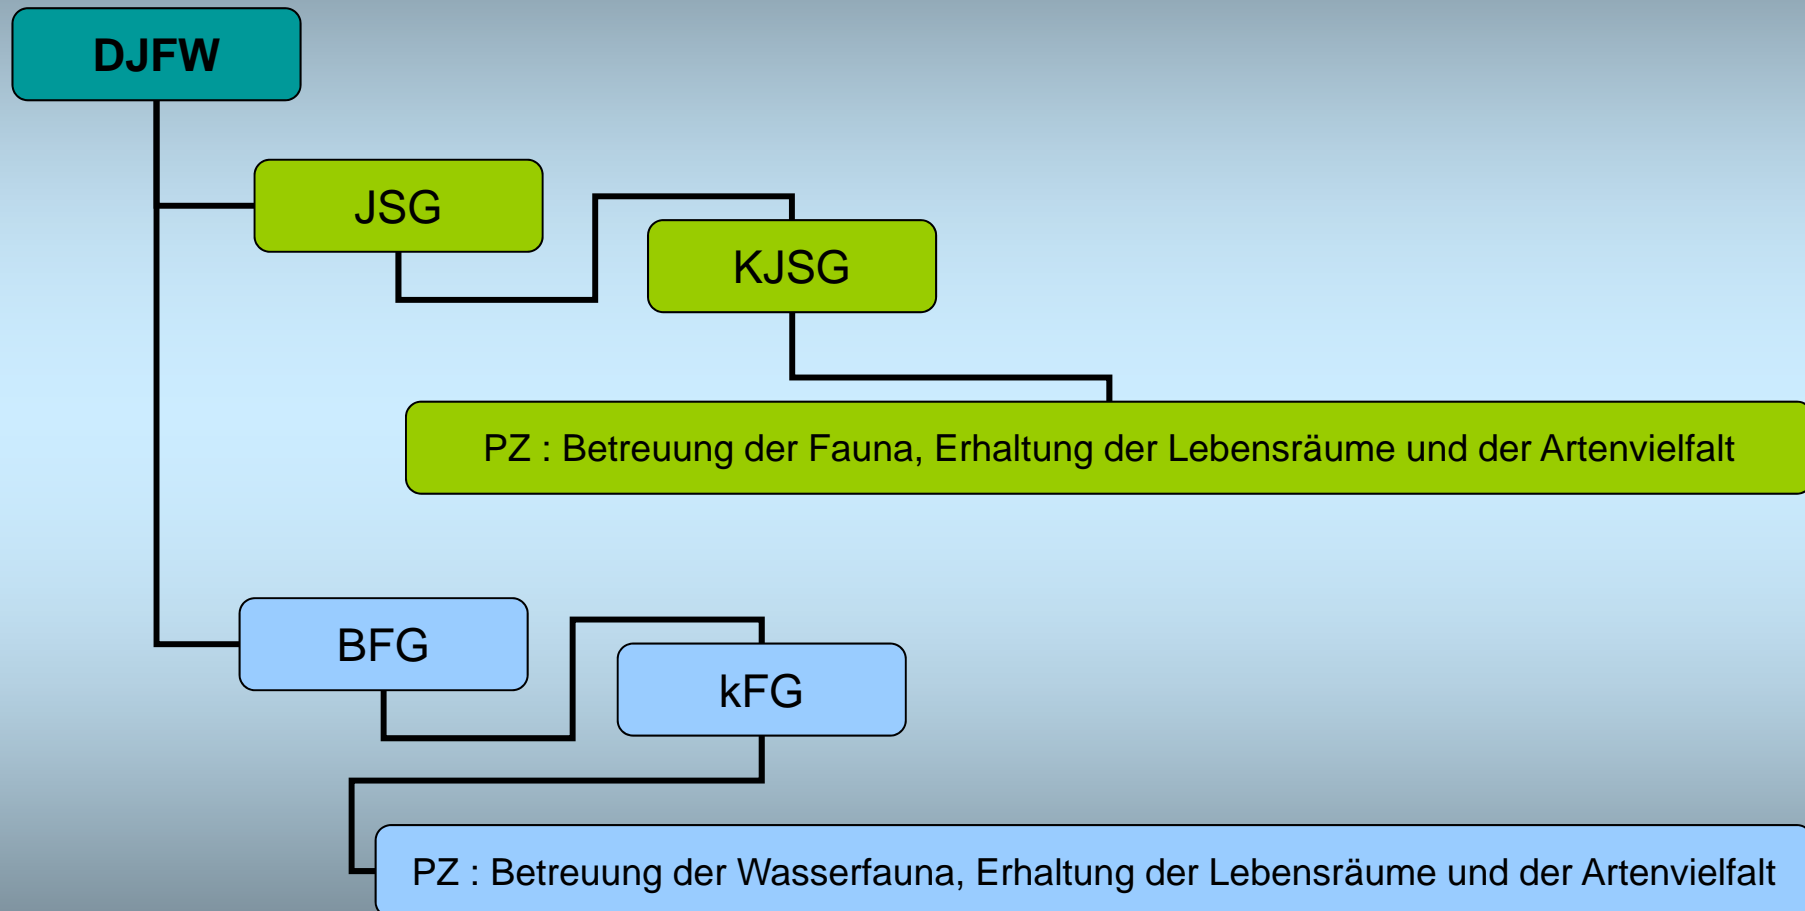 DJFW
JSG
KJSG
PZ : Betreuung der Fauna, Erhaltung der Lebensräume und der Artenvielfalt
BFG
kFG
PZ : Betreuung der Wasserfauna, Erhaltung der Lebensräume und der Artenvielfalt